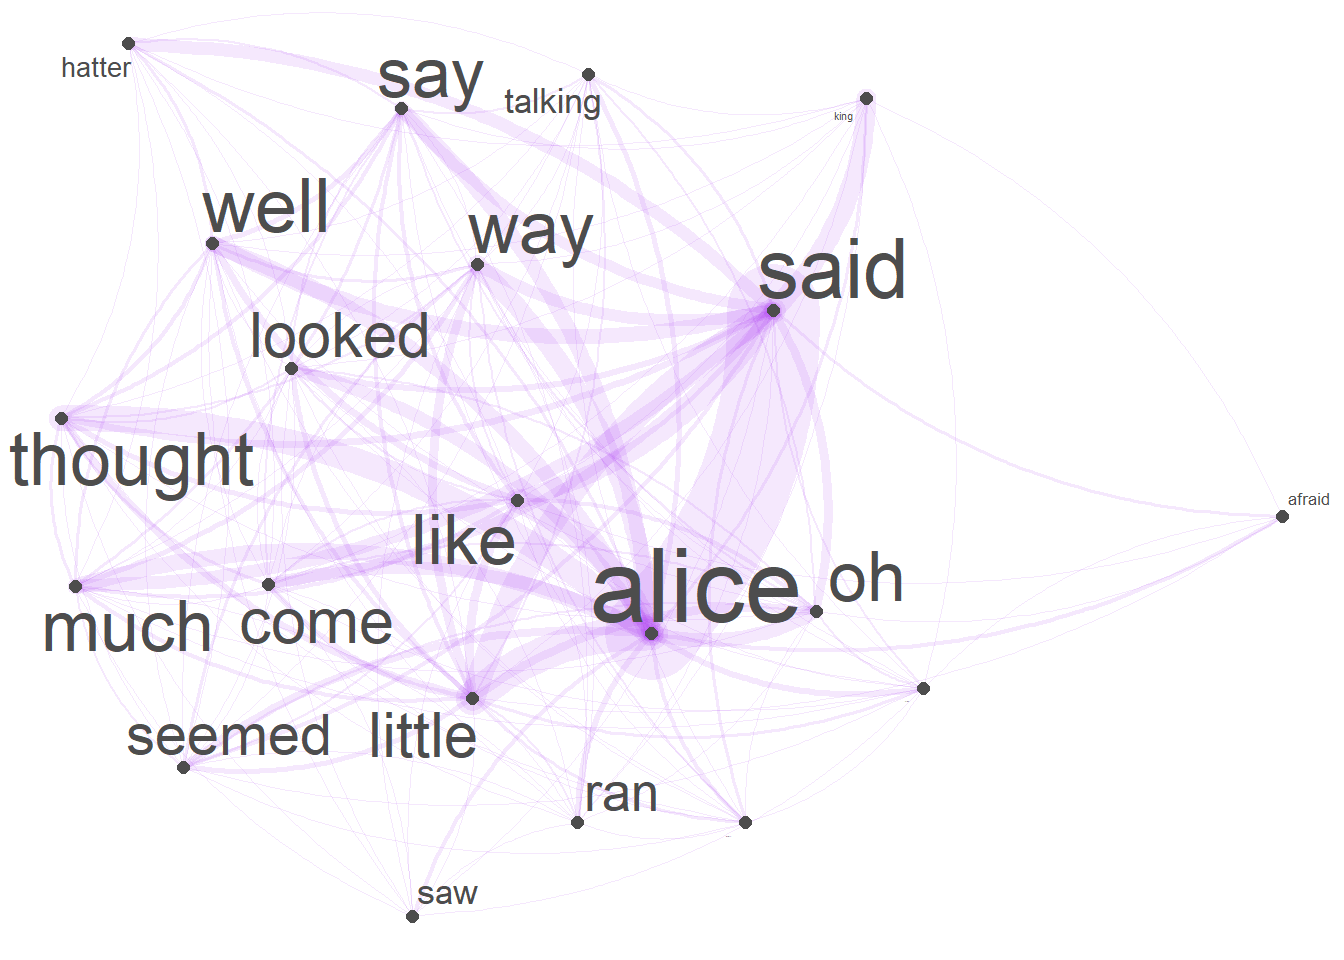 hatter
say
talking
king
well
way
said
looked
thought
like
afraid
alice
oh
much
come
seemed
little
ran
saw